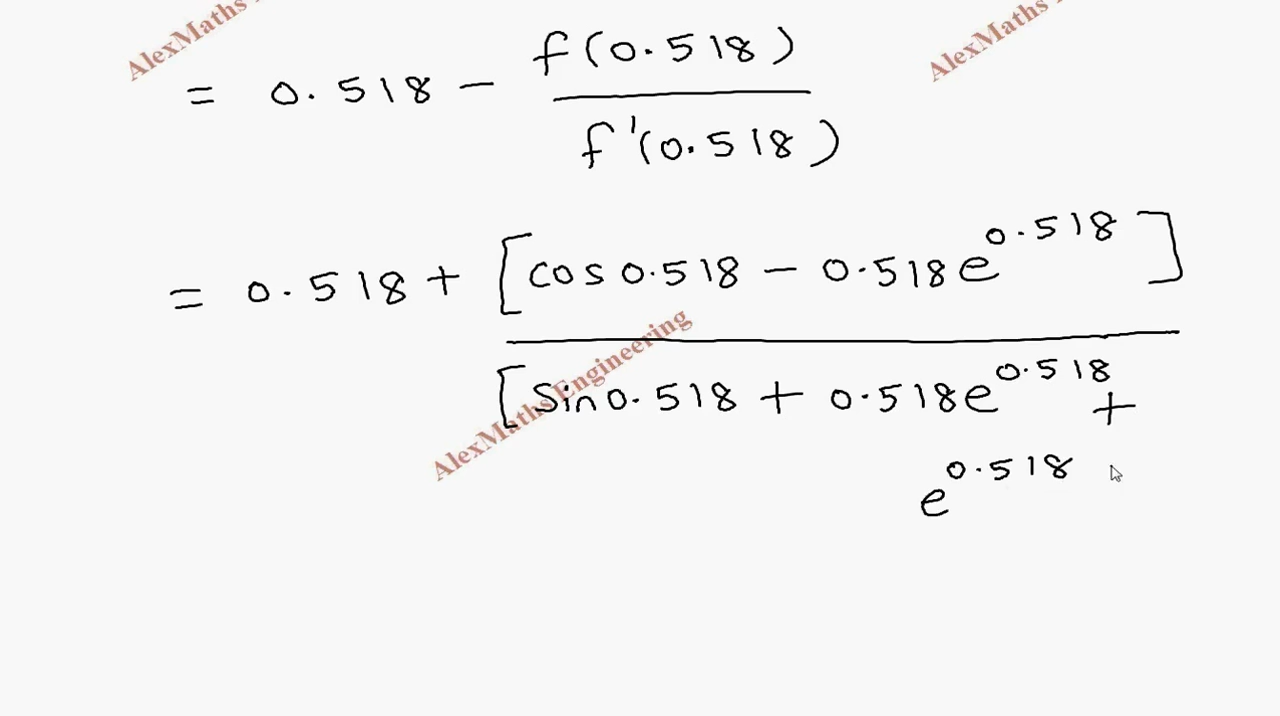 AlexMaths
AlexMaths
= 0.518 - f(0.518)
f'(0.518)
= 0.518 + [cos 0.518 - 0.518e^0.518]
[Sin 0.518 + 0.518e^0.518 +
e^0.518
AlexMaths Engineering